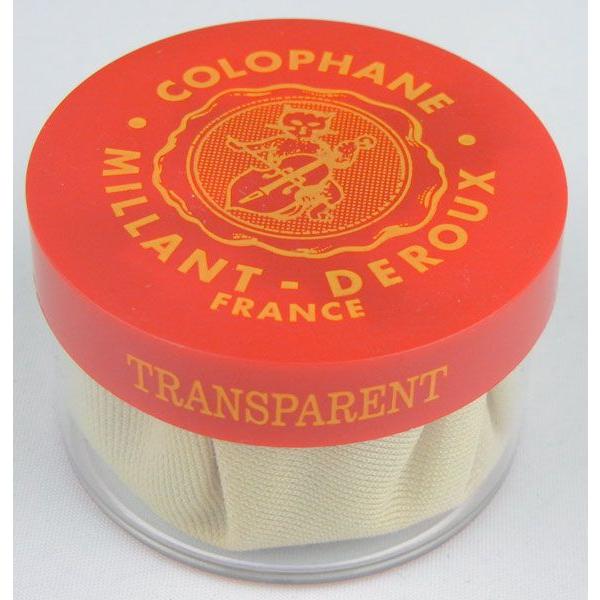 • COLOPHANE •
MILLANT - DEROUX
FRANCE
TRANSPARENT